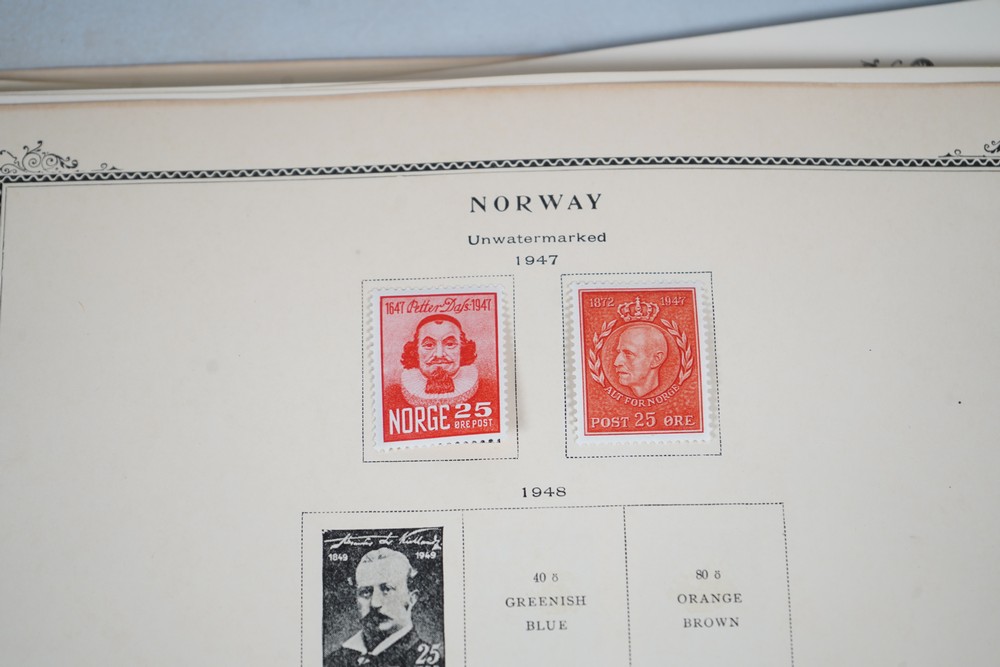 NORWAY
Unwatermarked
1947
1647 Petter Dass 1947
NORGE 25
ØRE POST
1872 1947
ALT FOR NORGE
POST 25 ØRE
1948
1849 1949
25
40 ö
GREENISH
BLUE
80 ö
ORANGE
BROWN